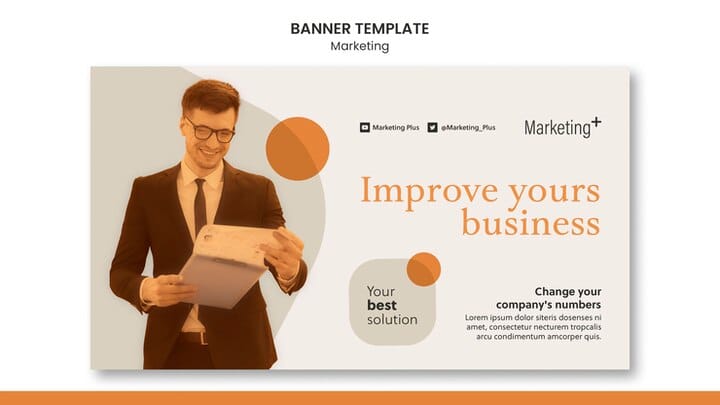 BANNER TEMPLATE
Marketing
Marketing Plus
@Marketing_Plus
Marketing+
Improve yours
business
Your
best
solution
Change your
company's numbers
Lorem ipsum dolor siteris dosenses ni
amet, consectetur necterum tropcalis
arcu condimentum amcorper quis.